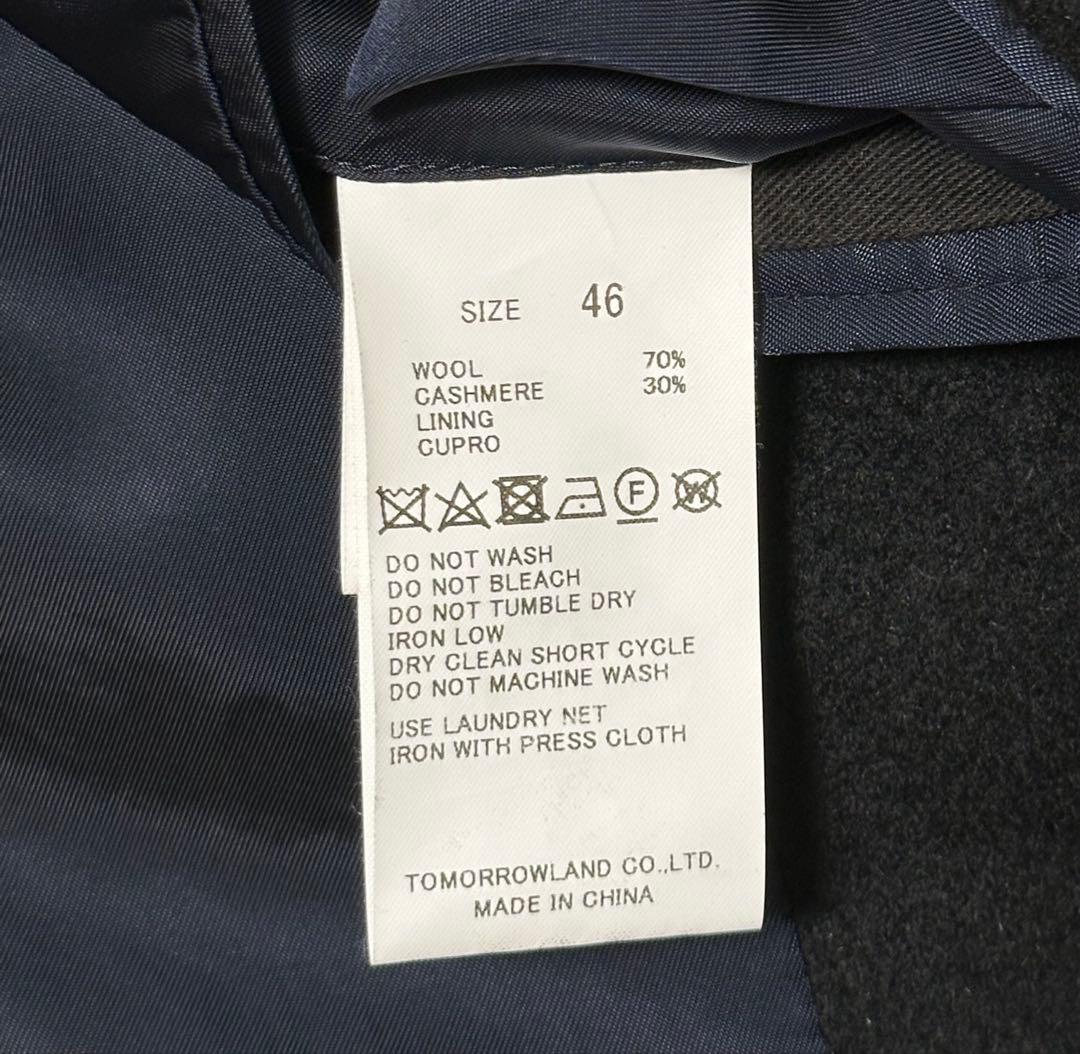 SIZE 46
WOOL 70%
CASHMERE 30%
LINING
CUPRO
F W
DO NOT WASH
DO NOT BLEACH
DO NOT TUMBLE DRY
IRON LOW
DRY CLEAN SHORT CYCLE
DO NOT MACHINE WASH
USE LAUNDRY NET
IRON WITH PRESS CLOTH
TOMORROWLAND CO.,LTD.
MADE IN CHINA